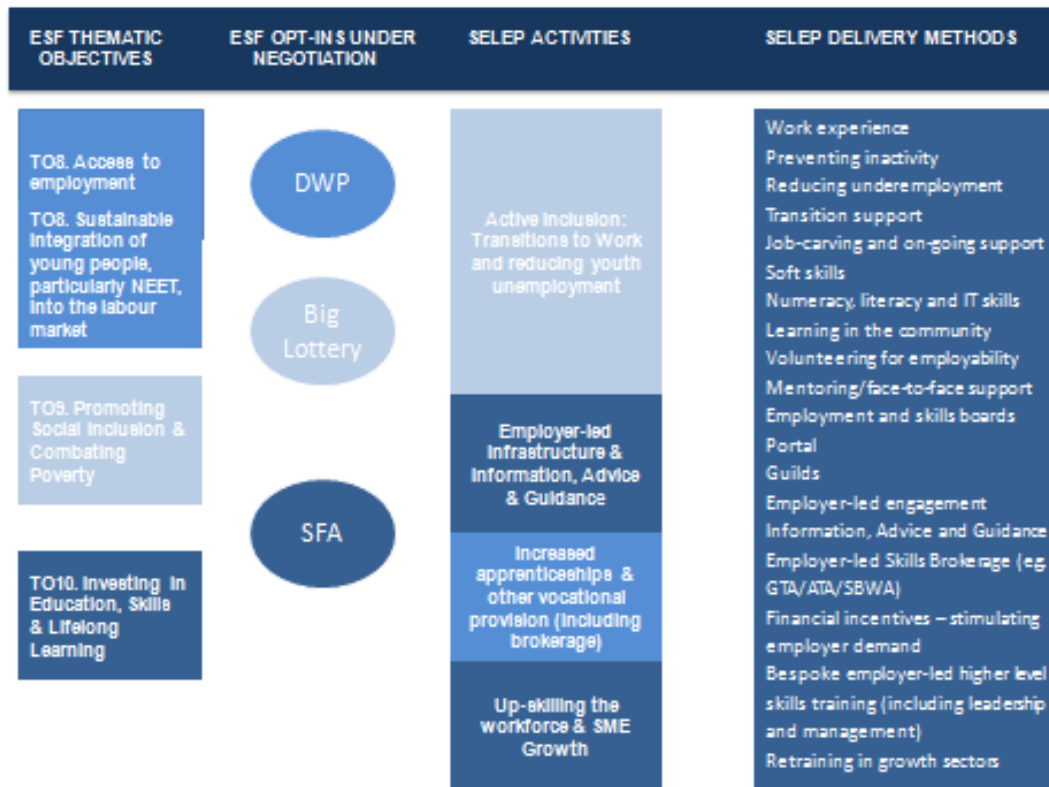 ESF THEMATIC
OBJECTIVES
ESF OPT-INS UNDER
NEGOTIATION
SELEP ACTIVITIES
SELEP DELIVERY METHODS
TO8. Access to
employment
TO8. Sustainable
Integration of
young people,
particularly NEET,
into the labour
market
TO9. Promoting
Social Inclusion &
Combating
Poverty
TO10. Investing in
Education, Skills
& Lifelong
Learning
DWP
Big
Lottery
SFA
Active Inclusion:
Transitions to Work
and reducing youth
unemployment
Employer-led
Infrastructure &
Information, Advice
& Guidance
Increased
apprenticeships &
other vocational
provision (including
brokerage)
Up-skilling the
workforce & SME
Growth
Work experience
Preventing inactivity
Reducing underemployment
Transition support
Job-carving and on-going support
Soft skills
Numeracy, literacy and IT skills
Learning in the community
Volunteering for employability
Mentoring/face-to-face support
Employment and skills boards
Portal
Guilds
Employer-led engagement
Information, Advice and Guidance
Employer-led Skills Brokerage (eg.
GTA/ATA/SBWA)
Financial incentives – stimulating
employer demand
Bespoke employer-led higher level
skills training (including leadership
and management)
Retraining in growth sectors